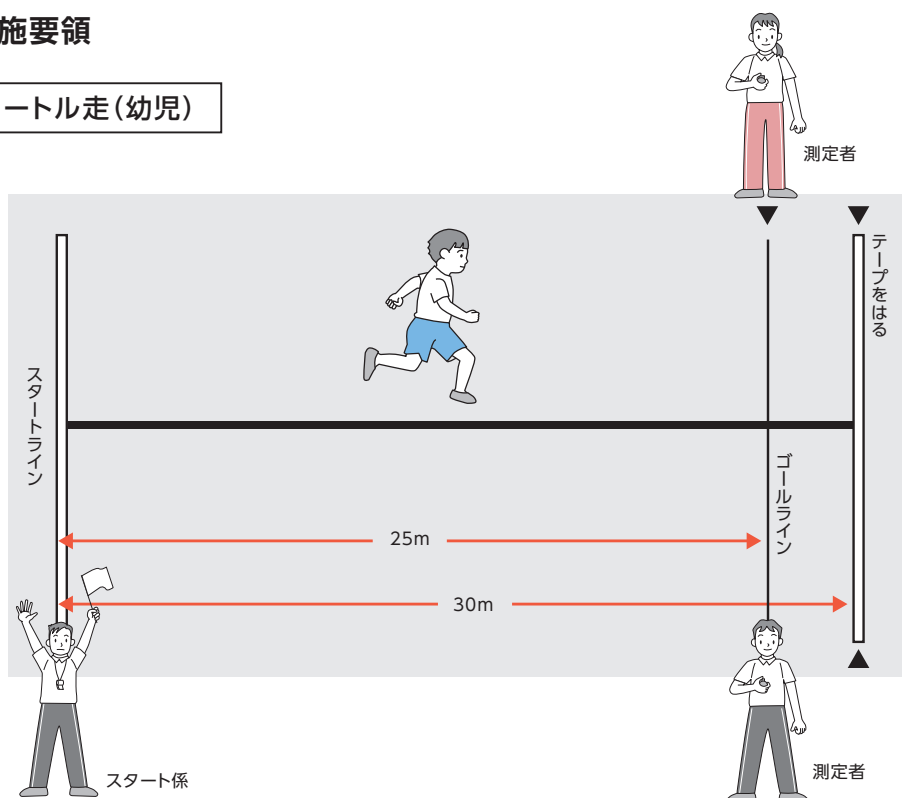 施要領
ートル走(幼児)
測定者
テープをはる
スタートライン
ゴールライン
25m
30m
スタート係
測定者